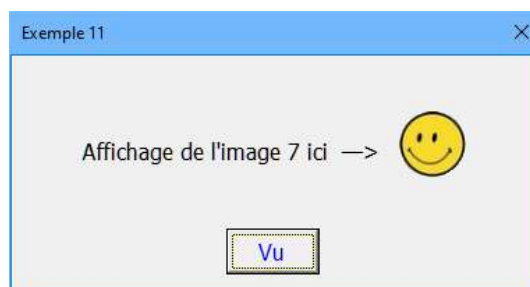 Exemple 11
Affichage de l'image 7 ici —>
Vu